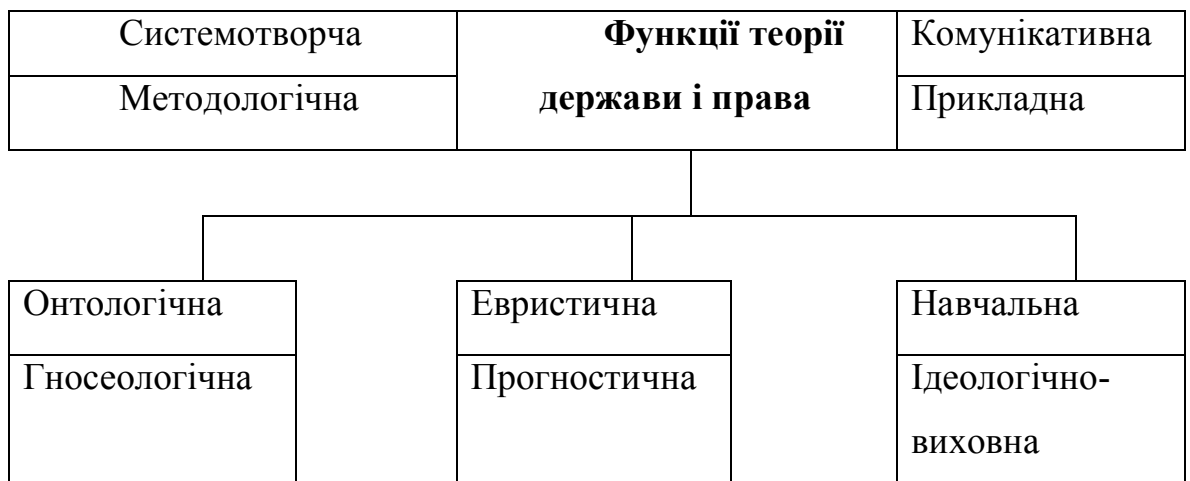 Системотворча
Методологічна
Функції теорії
держави і права
Комунікативна
Прикладна
Онтологічна
Гносеологічна
Евристична
Прогностична
Навчальна
Ідеологічно-
виховна